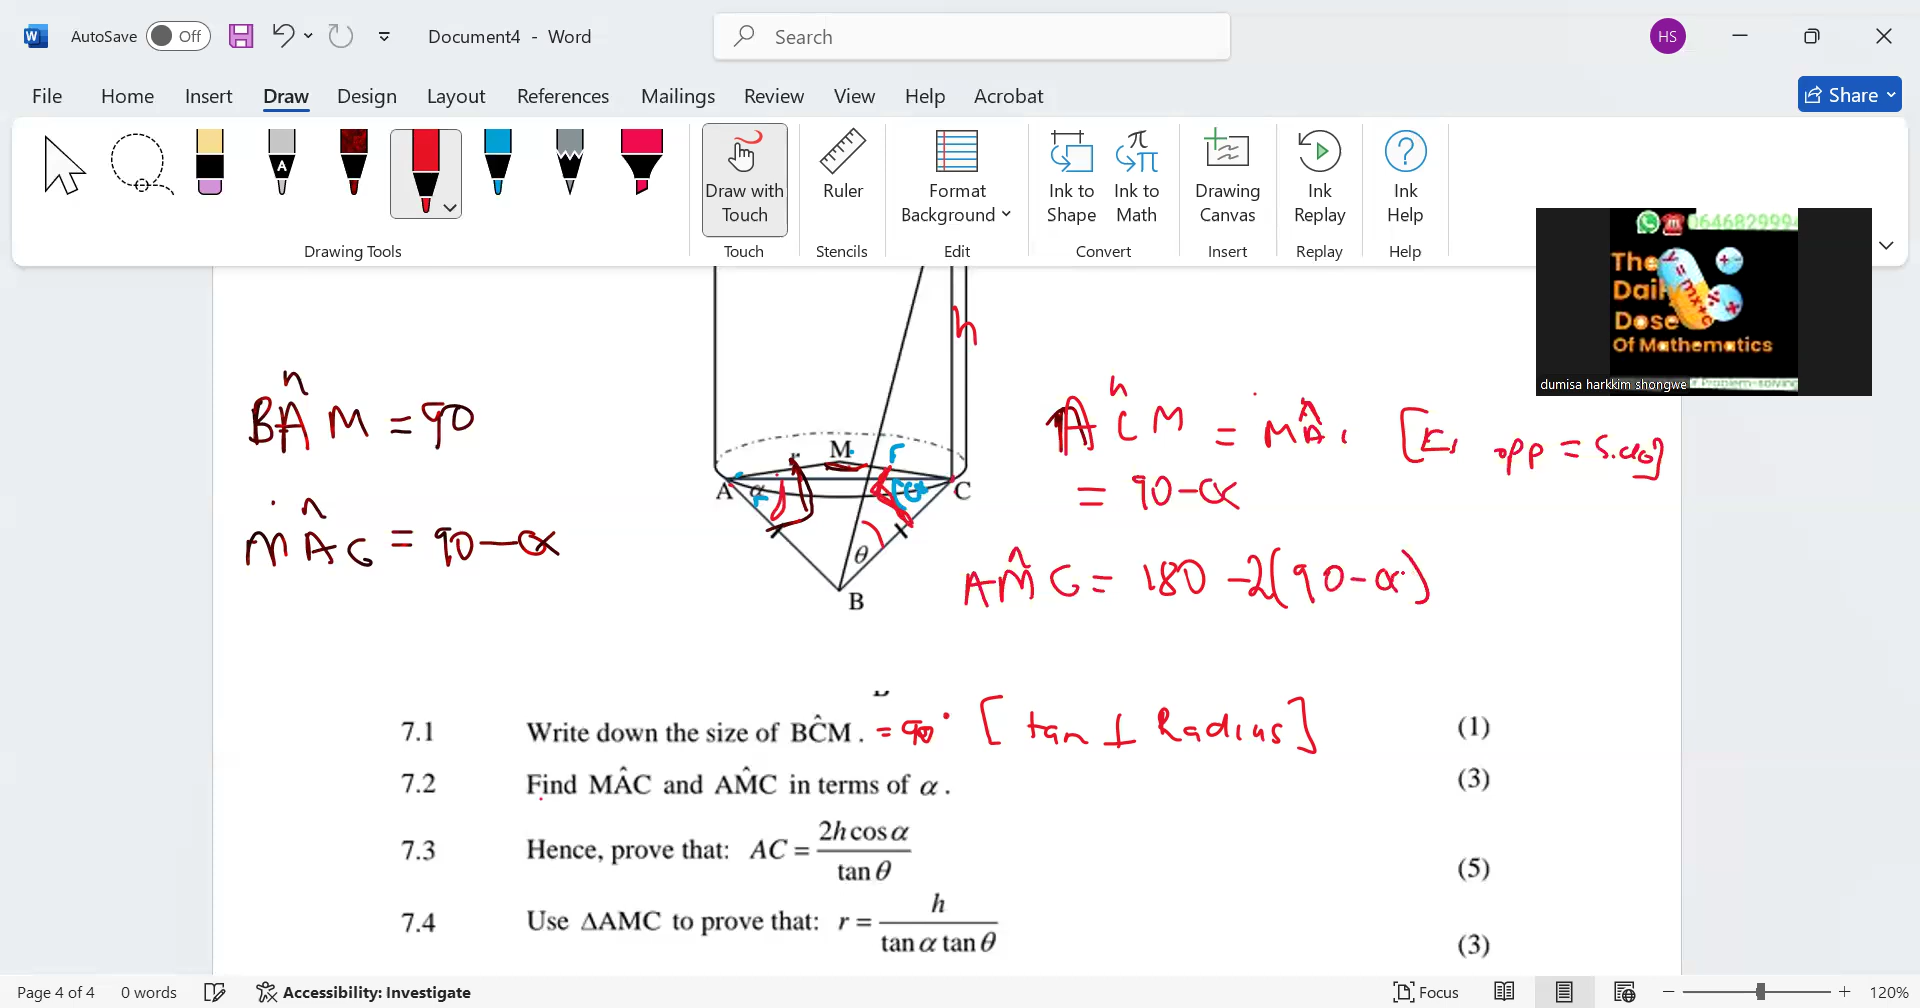 AutoSave Off Document4 - Word Search HS
File Home Insert Draw Design Layout References Mailings Review View Help Acrobat Share
A
Draw with Touch Ruler Format Background Ink to Shape Ink to Math Drawing Canvas Ink Replay Ink Help
Drawing Tools Touch Stencils Edit Convert Insert Replay Help
The
Daily
Dose
Of Mathematics
dumisa harkkim shongwe
h
BÂM = 90
MÂC = 90 - α
M r r
A α α C
θ
B
AĈM = MÂC [ opp = s
= 90 - α
AM̂C = 180 - 2(90 - α)
7.1 Write down the size of BĈM . = 90° [tan ⊥ Radius] (1)
7.2 Find MÂC and AM̂C in terms of α . (3)
7.3 Hence, prove that: AC = 2h cos α / tan θ (5)
7.4 Use ΔAMC to prove that: r = h / tan α tan θ (3)
Page 4 of 4 0 words Accessibility: Investigate Focus 120%